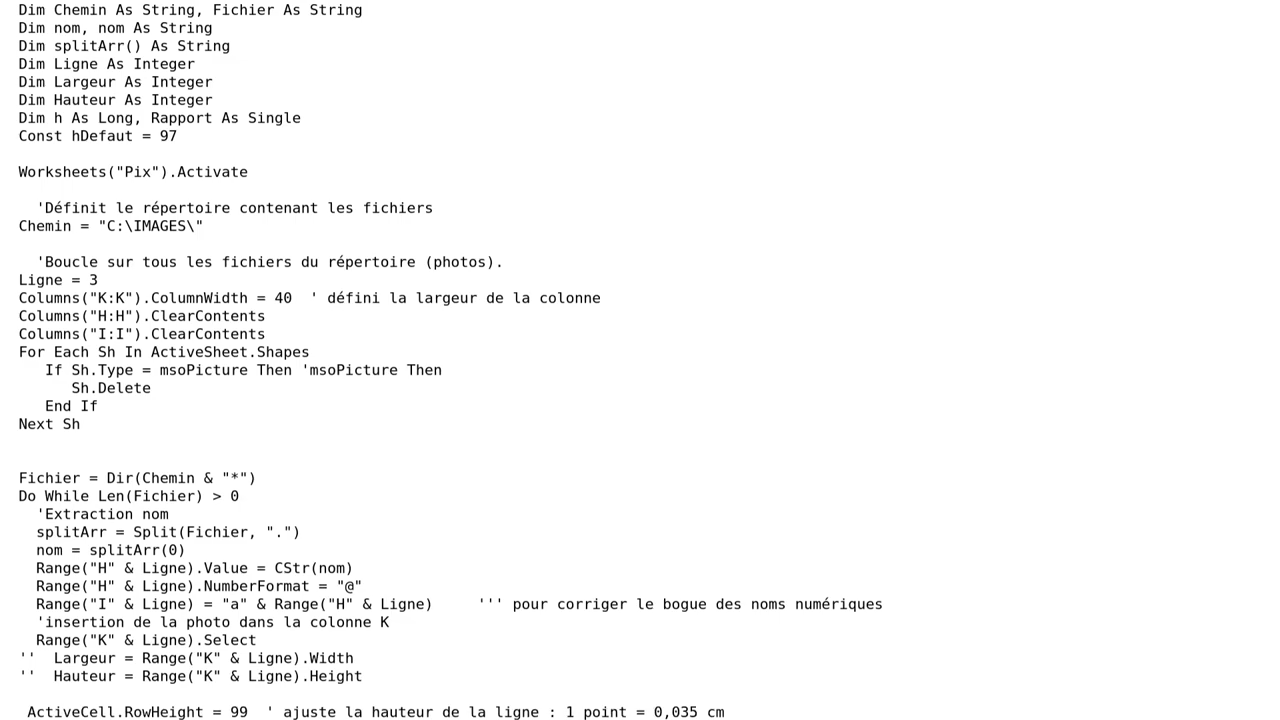 Dim Chemin As String, Fichier As String
Dim nom, nom As String
Dim splitArr() As String
Dim Ligne As Integer
Dim Largeur As Integer
Dim Hauteur As Integer
Dim h As Long, Rapport As Single
Const hDefaut = 97

Worksheets("Pix").Activate

  'Définit le répertoire contenant les fichiers
Chemin = "C:\IMAGES\"

  'Boucle sur tous les fichiers du répertoire (photos).
Ligne = 3
Columns("K:K").ColumnWidth = 40  ' défini la largeur de la colonne
Columns("H:H").ClearContents
Columns("I:I").ClearContents
For Each Sh In ActiveSheet.Shapes
   If Sh.Type = msoPicture Then 'msoPicture Then
      Sh.Delete
   End If
Next Sh


Fichier = Dir(Chemin & "*")
Do While Len(Fichier) > 0
  'Extraction nom
  splitArr = Split(Fichier, ".")
  nom = splitArr(0)
  Range("H" & Ligne).Value = CStr(nom)
  Range("H" & Ligne).NumberFormat = "@"
  Range("I" & Ligne) = "a" & Range("H" & Ligne)     ''' pour corriger le bogue des noms numériques
  'insertion de la photo dans la colonne K
  Range("K" & Ligne).Select
''  Largeur = Range("K" & Ligne).Width
''  Hauteur = Range("K" & Ligne).Height

 ActiveCell.RowHeight = 99  ' ajuste la hauteur de la ligne : 1 point = 0,035 cm